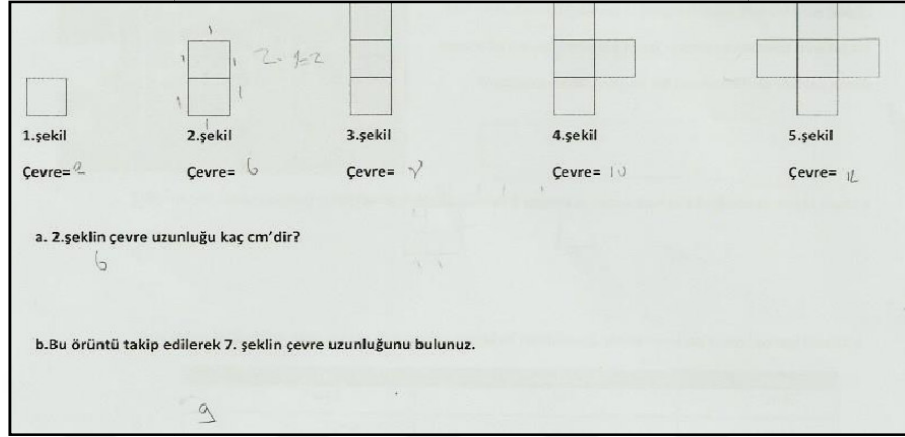 1 1 1 1 1 1 2- 1=2
1.şekil 2.şekil 3.şekil 4.şekil 5.şekil
Çevre= Çevre= 6 Çevre= 8 Çevre= 10 Çevre= 12
a. 2.şeklin çevre uzunluğu kaç cm'dir?
6
b.Bu örüntü takip edilerek 7. şeklin çevre uzunluğunu bulunuz.
9